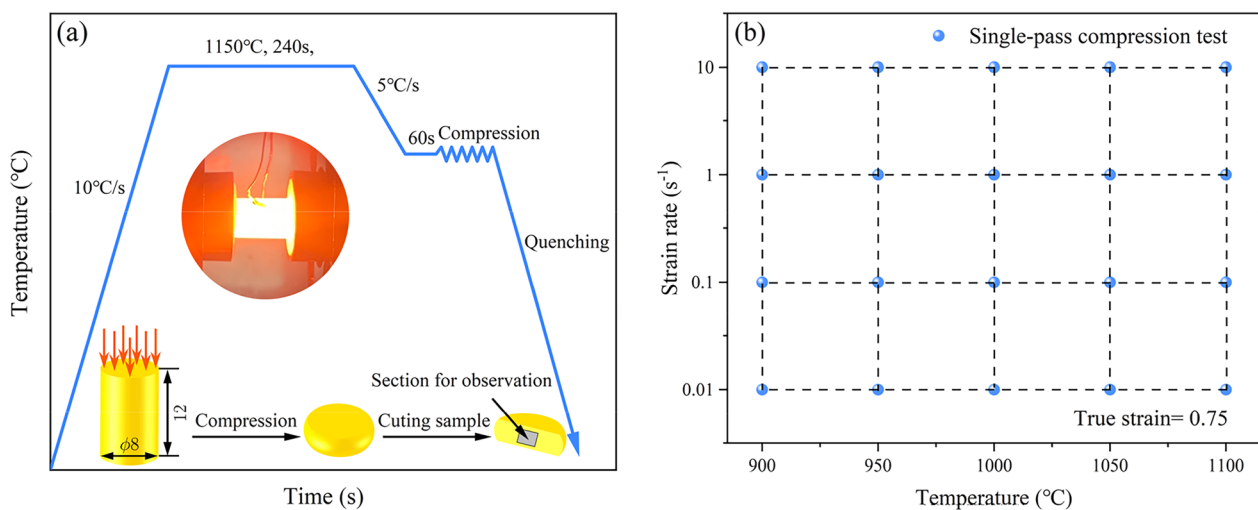 (a)
1150℃, 240s,
5℃/s
60s
Compression
10℃/s
Quenching
Temperature (℃)
12
ϕ8
Compression
Section for observation
Cuting sample
Time (s)
(b)
Single-pass compression test
10
1
0.1
0.01
Strain rate (s⁻¹)
True strain= 0.75
900
950
1000
1050
1100
Temperature (℃)